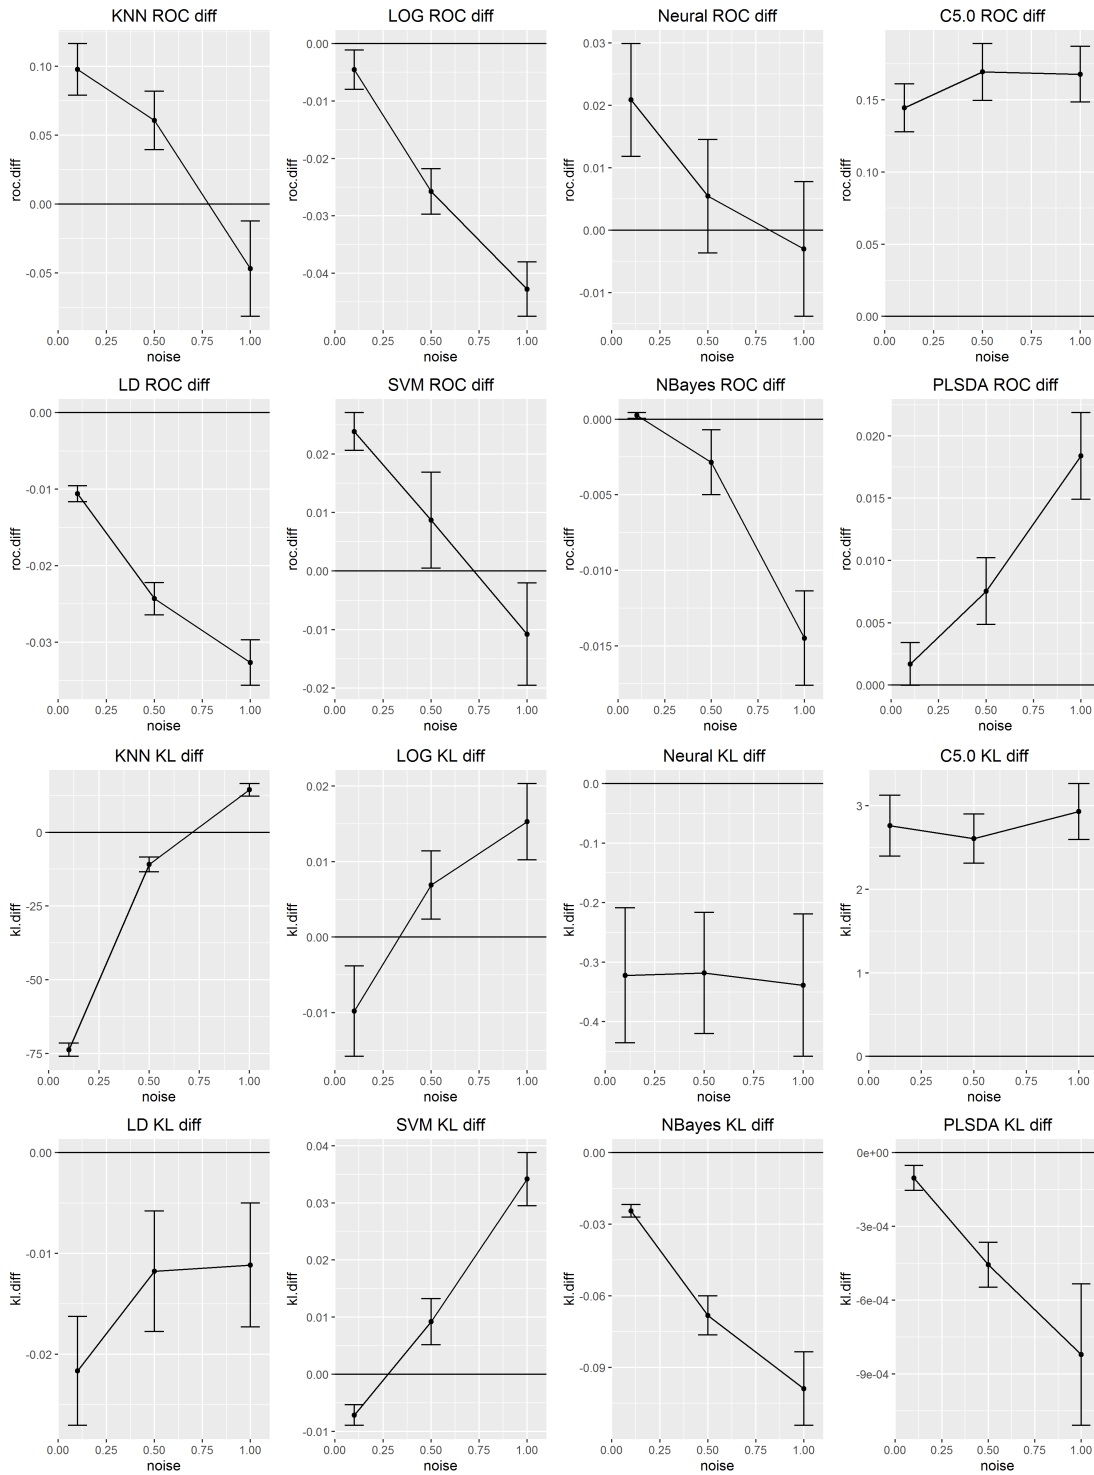 KNN ROC diff
roc.diff
0.10
0.05
0.00
-0.05
0.00 0.25 0.50 0.75 1.00
noise
LOG ROC diff
roc.diff
0.00
-0.01
-0.02
-0.03
-0.04
0.00 0.25 0.50 0.75 1.00
noise
Neural ROC diff
roc.diff
0.03
0.02
0.01
0.00
-0.01
0.00 0.25 0.50 0.75 1.00
noise
C5.0 ROC diff
roc.diff
0.15
0.10
0.05
0.00
0.00 0.25 0.50 0.75 1.00
noise
LD ROC diff
roc.diff
0.00
-0.01
-0.02
-0.03
0.00 0.25 0.50 0.75 1.00
noise
SVM ROC diff
roc.diff
0.02
0.01
0.00
-0.01
-0.02
0.00 0.25 0.50 0.75 1.00
noise
NBayes ROC diff
roc.diff
0.000
-0.005
-0.010
-0.015
0.00 0.25 0.50 0.75 1.00
noise
PLSDA ROC diff
roc.diff
0.020
0.015
0.010
0.005
0.000
0.00 0.25 0.50 0.75 1.00
noise
KNN KL diff
kl.diff
0
-25
-50
-75
0.00 0.25 0.50 0.75 1.00
noise
LOG KL diff
kl.diff
0.02
0.01
0.00
-0.01
0.00 0.25 0.50 0.75 1.00
noise
Neural KL diff
kl.diff
0.0
-0.1
-0.2
-0.3
-0.4
0.00 0.25 0.50 0.75 1.00
noise
C5.0 KL diff
kl.diff
3
2
1
0
0.00 0.25 0.50 0.75 1.00
noise
LD KL diff
kl.diff
0.00
-0.01
-0.02
0.00 0.25 0.50 0.75 1.00
noise
SVM KL diff
kl.diff
0.04
0.03
0.02
0.01
0.00
-0.01
0.00 0.25 0.50 0.75 1.00
noise
NBayes KL diff
kl.diff
0.00
-0.03
-0.06
-0.09
0.00 0.25 0.50 0.75 1.00
noise
PLSDA KL diff
kl.diff
0e+00
-3e-04
-6e-04
-9e-04
0.00 0.25 0.50 0.75 1.00
noise